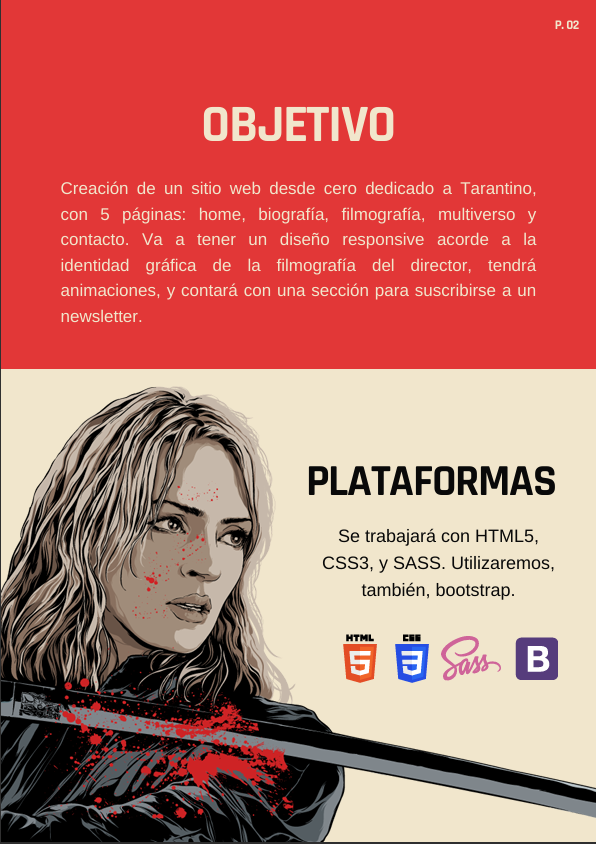 P. 02
OBJETIVO
Creación de un sitio web desde cero dedicado a Tarantino,
con 5 páginas: home, biografía, filmografía, multiverso y
contacto. Va a tener un diseño responsive acorde a la
identidad gráfica de la filmografía del director, tendrá
animaciones, y contará con una sección para suscribirse a un
newsletter.
PLATAFORMAS
Se trabajará con HTML5,
CSS3, y SASS. Utilizaremos,
también, bootstrap.
HTML CSS
5 3 Sass B